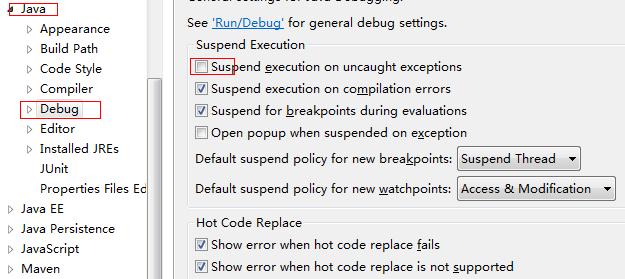 Java
Appearance
Build Path
Code Style
Compiler
Debug
Editor
Installed JREs
JUnit
Properties Files Ed
Java EE
Java Persistence
JavaScript
Maven
See 'Run/Debug' for general debug settings.
Suspend Execution
Suspend execution on uncaught exceptions
Suspend execution on compilation errors
Suspend for breakpoints during evaluations
Open popup when suspended on exception
Default suspend policy for new breakpoints: Suspend Thread
Default suspend policy for new watchpoints: Access & Modification
Hot Code Replace
Show error when hot code replace fails
Show error when hot code replace is not supported